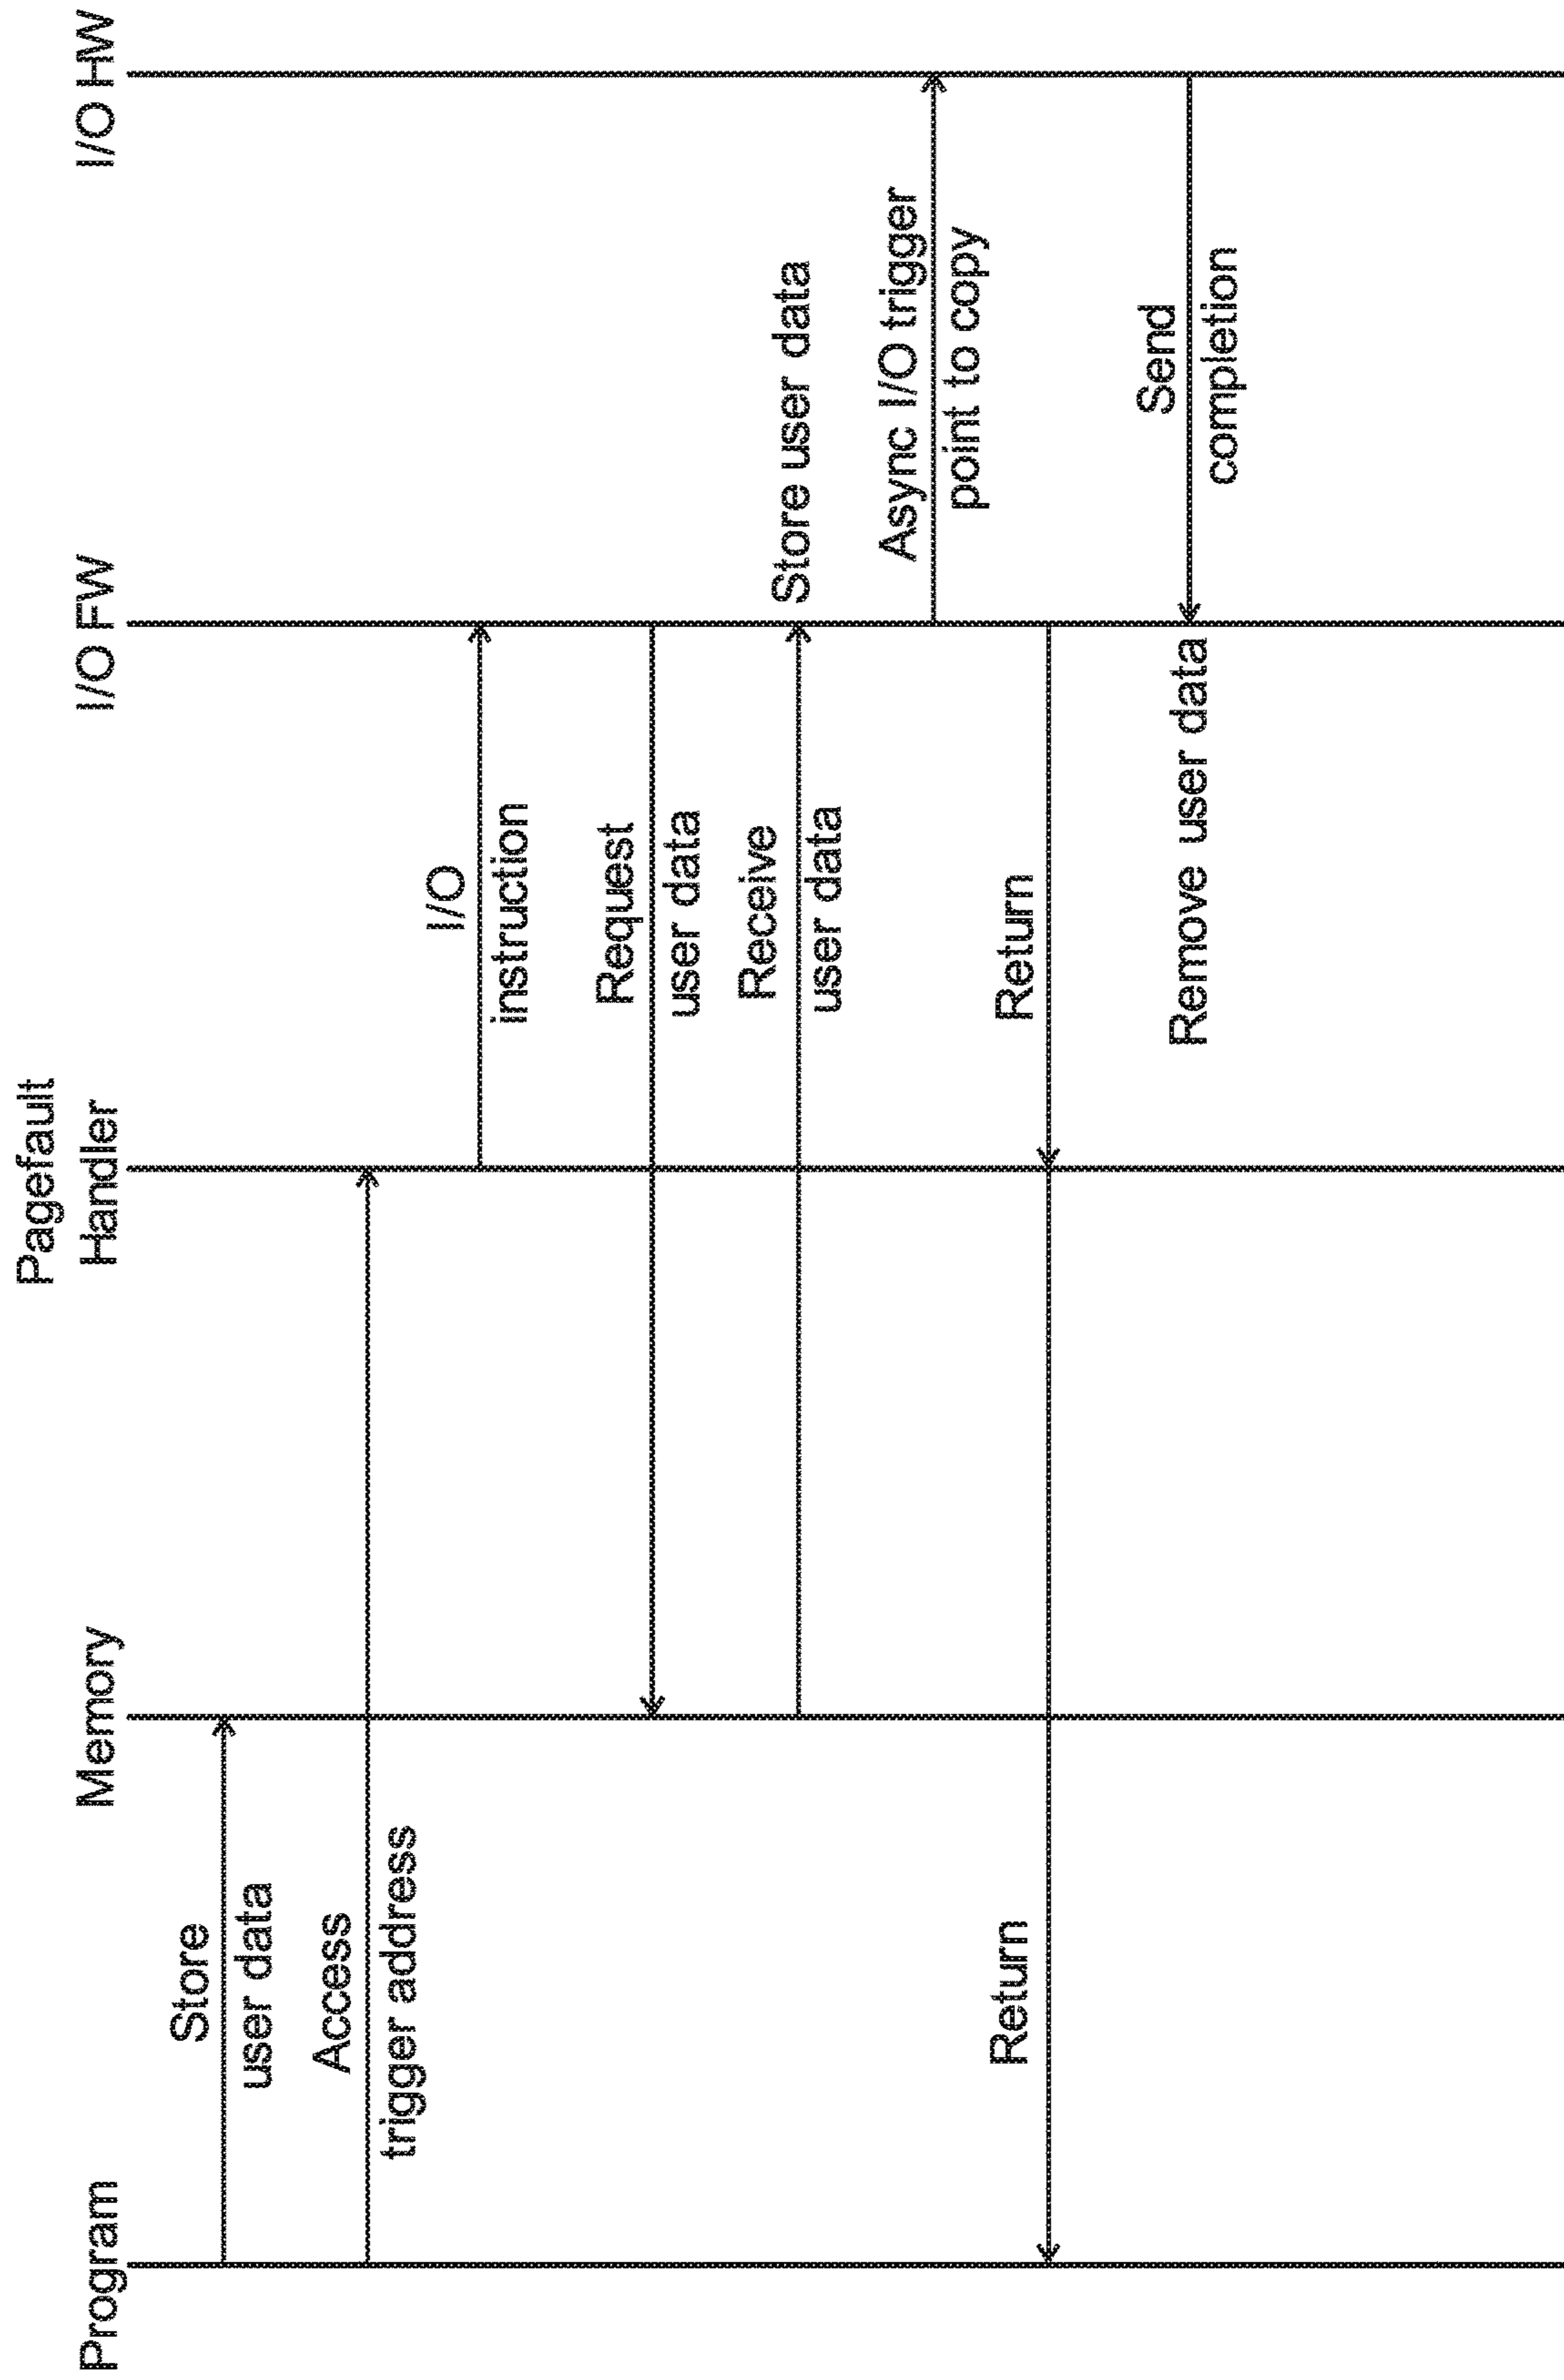 Program
Memory
Pagefault
Handler
I/O FW
I/O HW
Store
user data
Access
trigger address
I/O
instruction
Request
user data
Receive
user data
Store user data
Async I/O trigger
point to copy
Return
Return
Send
completion
Remove user data